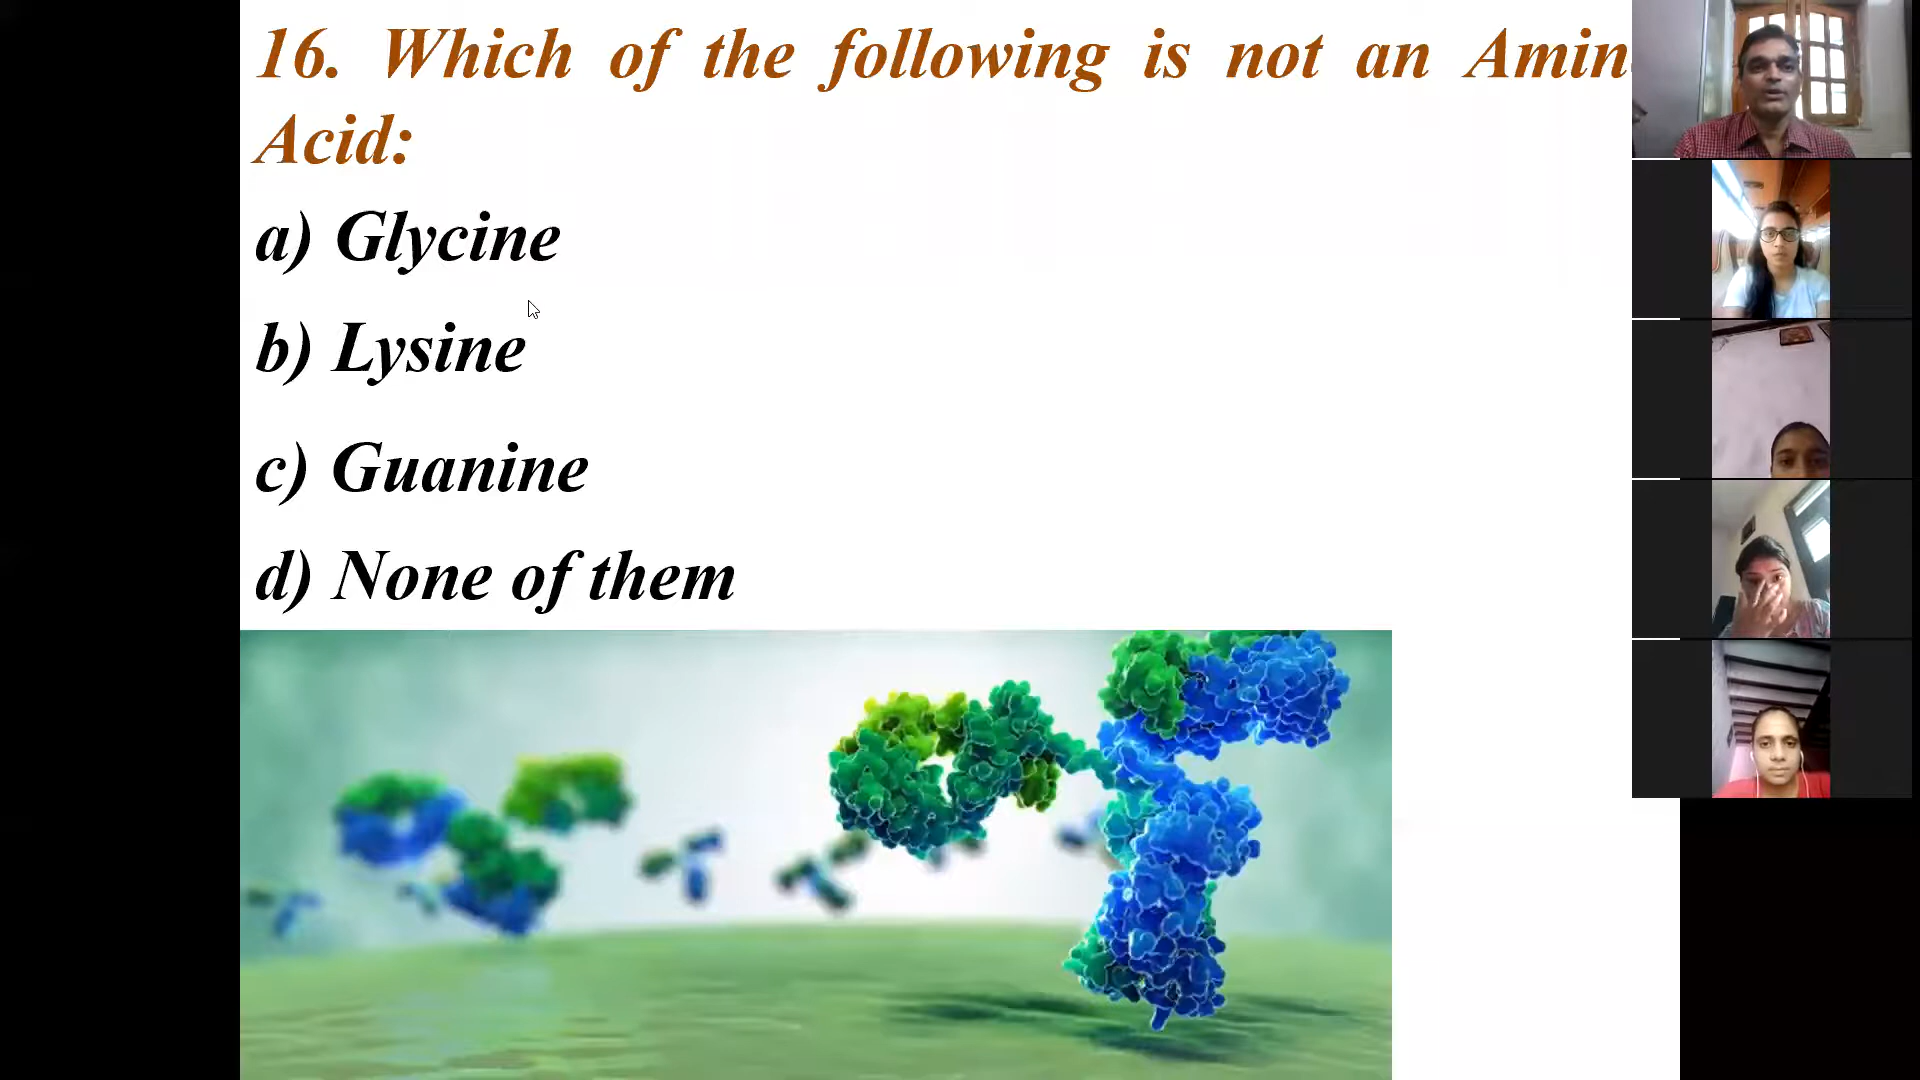 16. Which of the following is not an Amin
Acid:
a) Glycine
b) Lysine
c) Guanine
d) None of them